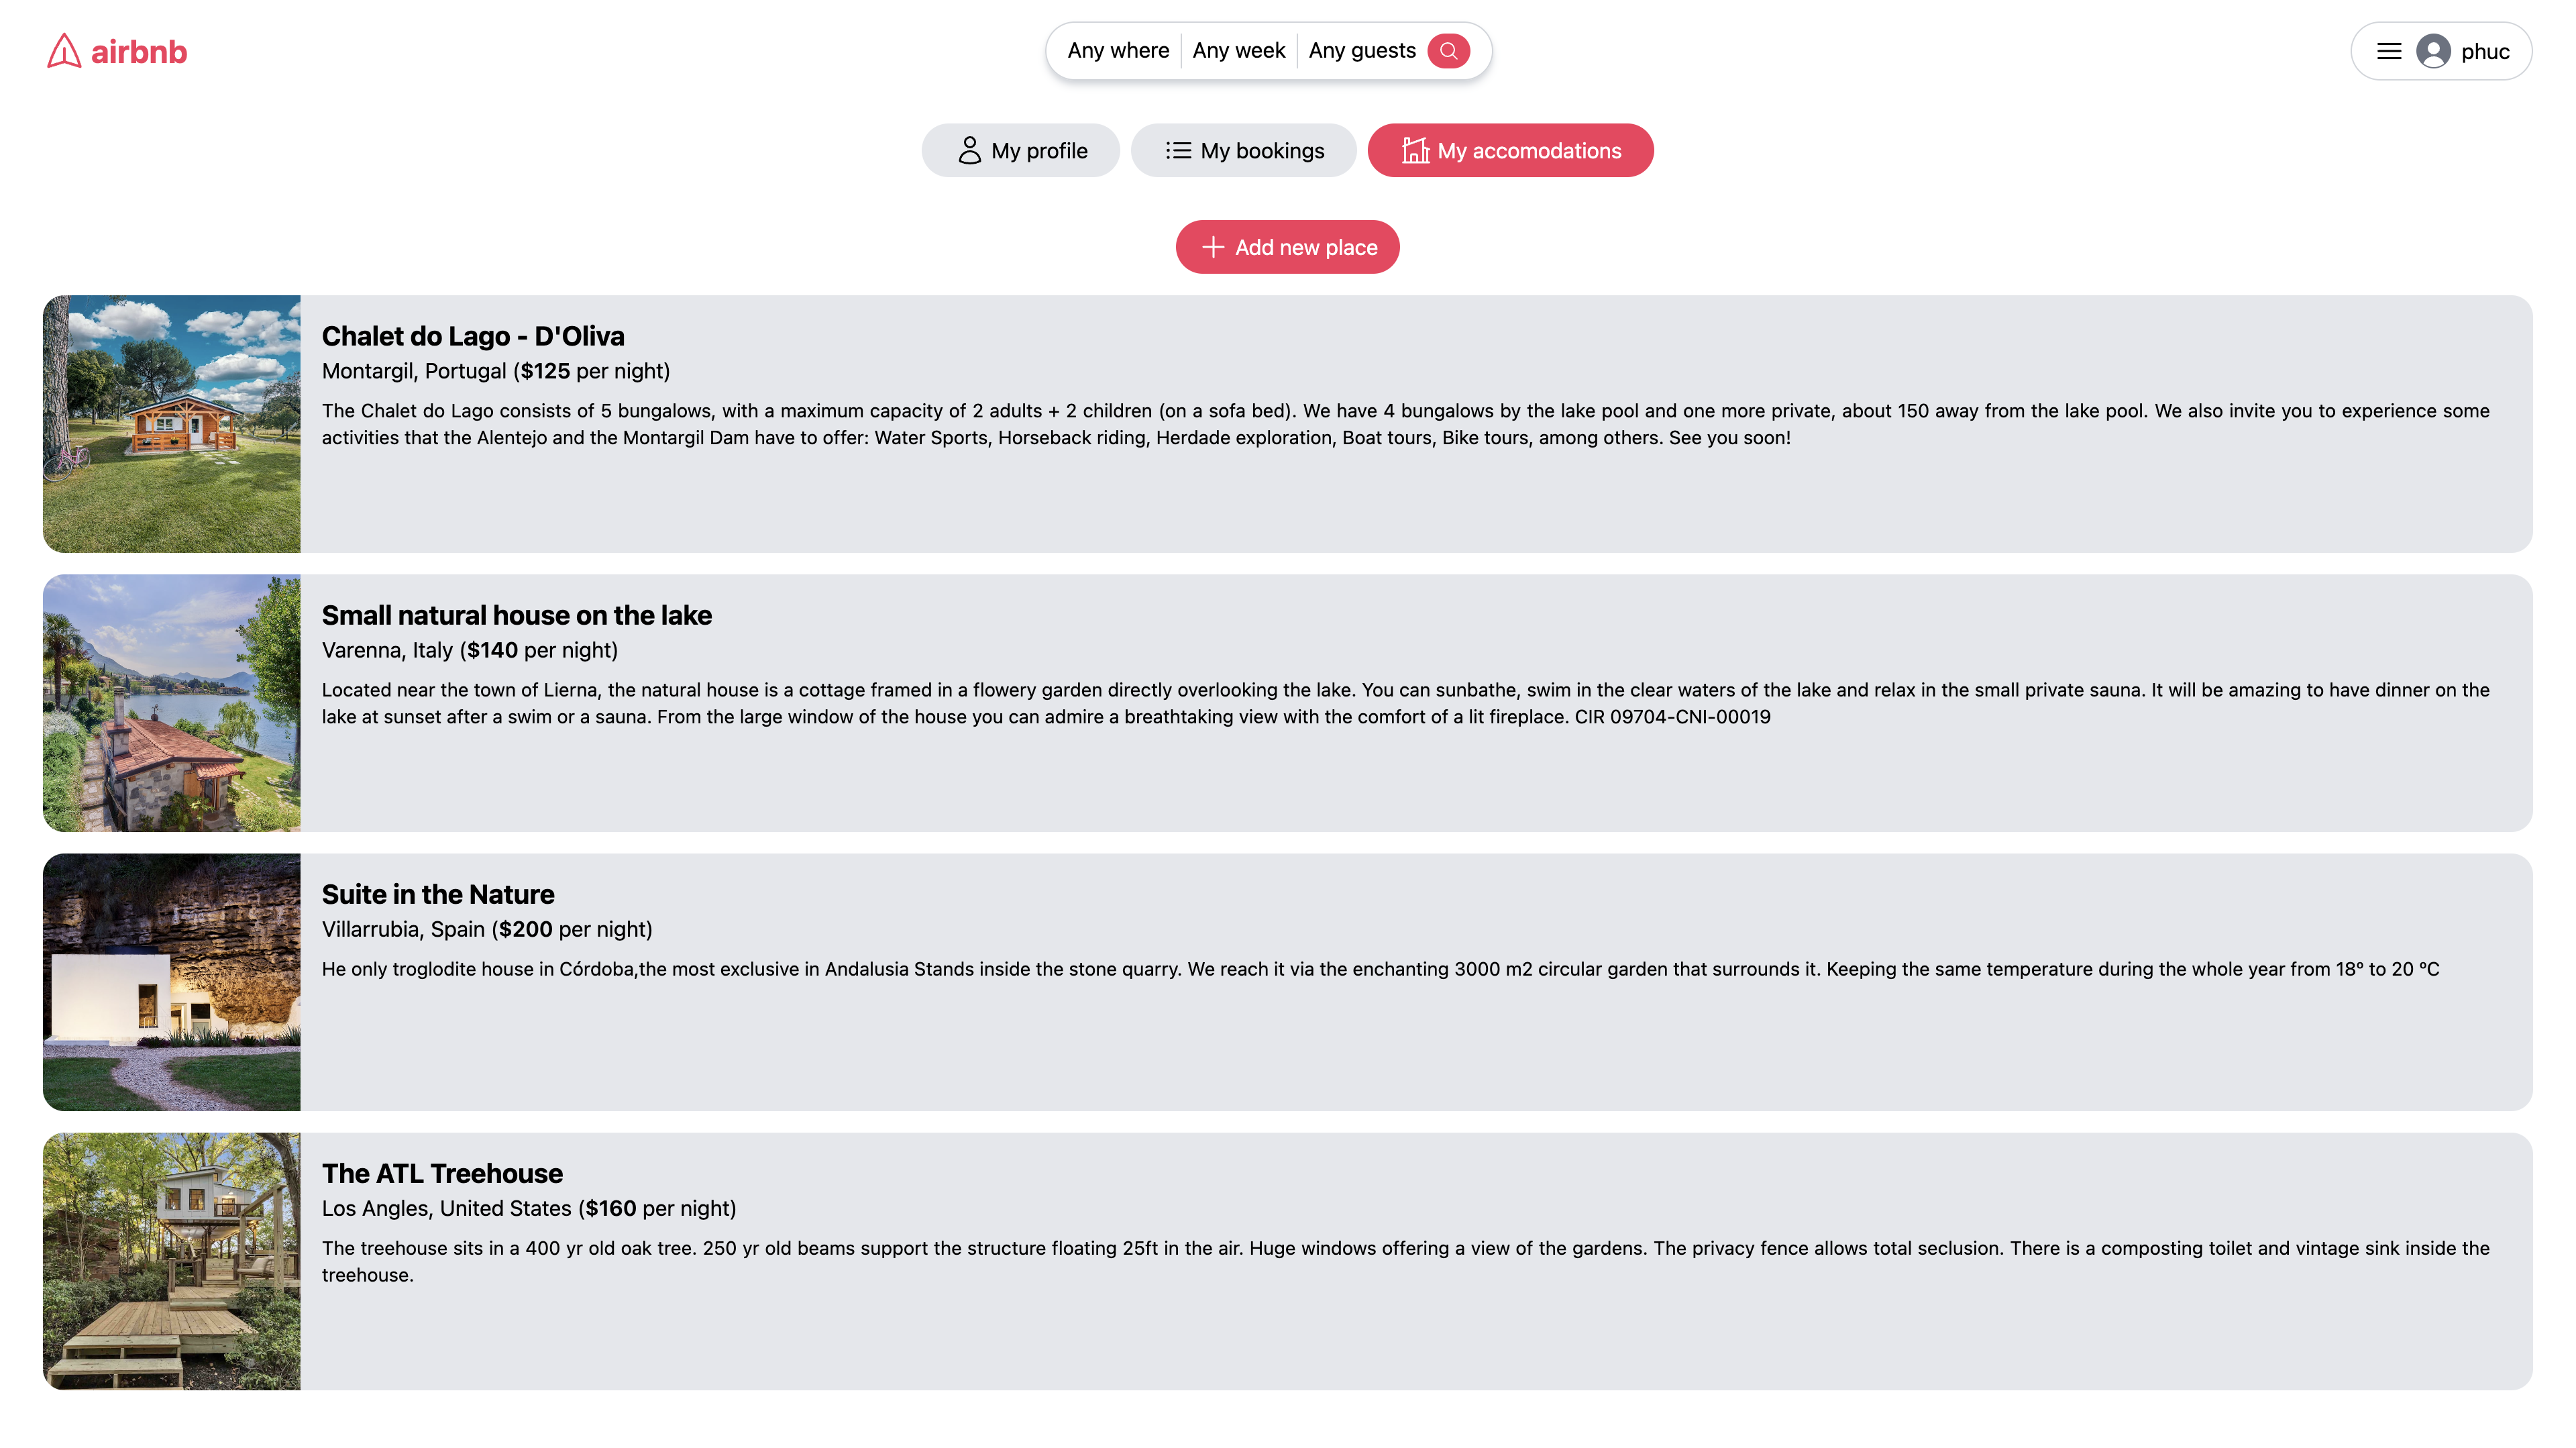 airbnb
Any where Any week Any guests
phuc
My profile My bookings My accomodations
Add new place
Chalet do Lago - D'Oliva
Montargil, Portugal ($125 per night)
The Chalet do Lago consists of 5 bungalows, with a maximum capacity of 2 adults + 2 children (on a sofa bed). We have 4 bungalows by the lake pool and one more private, about 150 away from the lake pool. We also invite you to experience some
activities that the Alentejo and the Montargil Dam have to offer: Water Sports, Horseback riding, Herdade exploration, Boat tours, Bike tours, among others. See you soon!
Small natural house on the lake
Varenna, Italy ($140 per night)
Located near the town of Lierna, the natural house is a cottage framed in a flowery garden directly overlooking the lake. You can sunbathe, swim in the clear waters of the lake and relax in the small private sauna. It will be amazing to have dinner on the
lake at sunset after a swim or a sauna. From the large window of the house you can admire a breathtaking view with the comfort of a lit fireplace. CIR 09704-CNI-00019
Suite in the Nature
Villarrubia, Spain ($200 per night)
He only troglodite house in Córdoba,the most exclusive in Andalusia Stands inside the stone quarry. We reach it via the enchanting 3000 m2 circular garden that surrounds it. Keeping the same temperature during the whole year from 18º to 20 ºC
The ATL Treehouse
Los Angles, United States ($160 per night)
The treehouse sits in a 400 yr old oak tree. 250 yr old beams support the structure floating 25ft in the air. Huge windows offering a view of the gardens. The privacy fence allows total seclusion. There is a composting toilet and vintage sink inside the
treehouse.